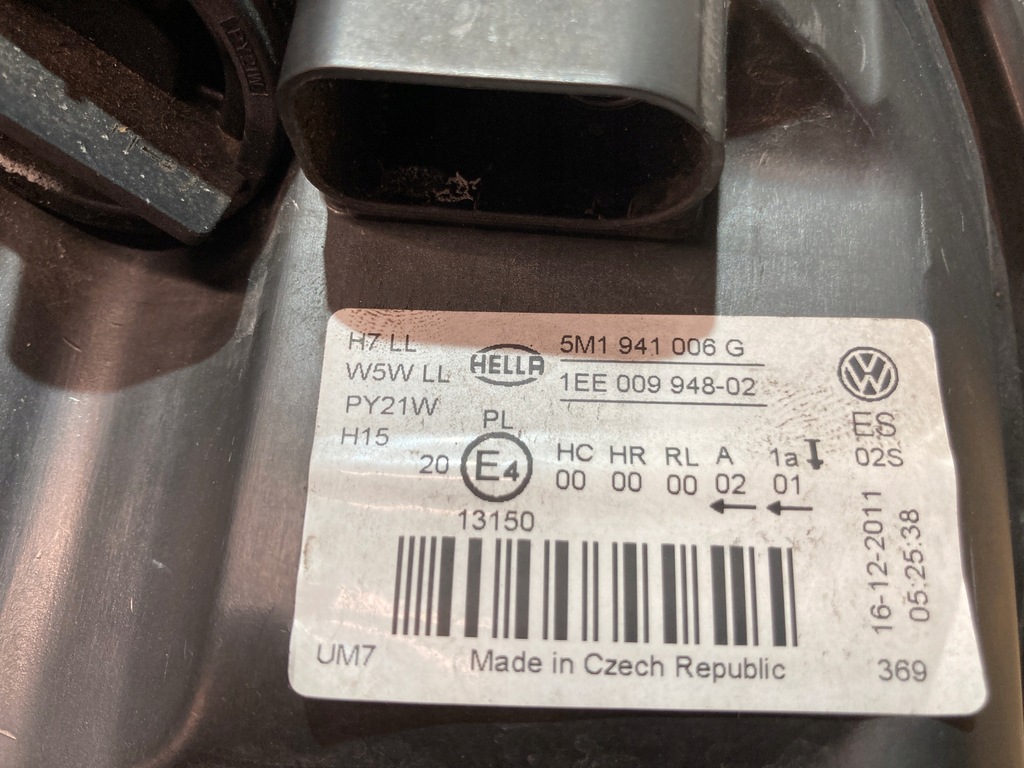 PY21W
H7 LL
W5W LL
PY21W
H15
HELLA
5M1 941 006 G
1EE 009 948-02
PL
20 E4
13150
HC HR RL A 1a
00 00 00 02 01
02S
16-12-2011
05:25:38
UM7
Made in Czech Republic
369